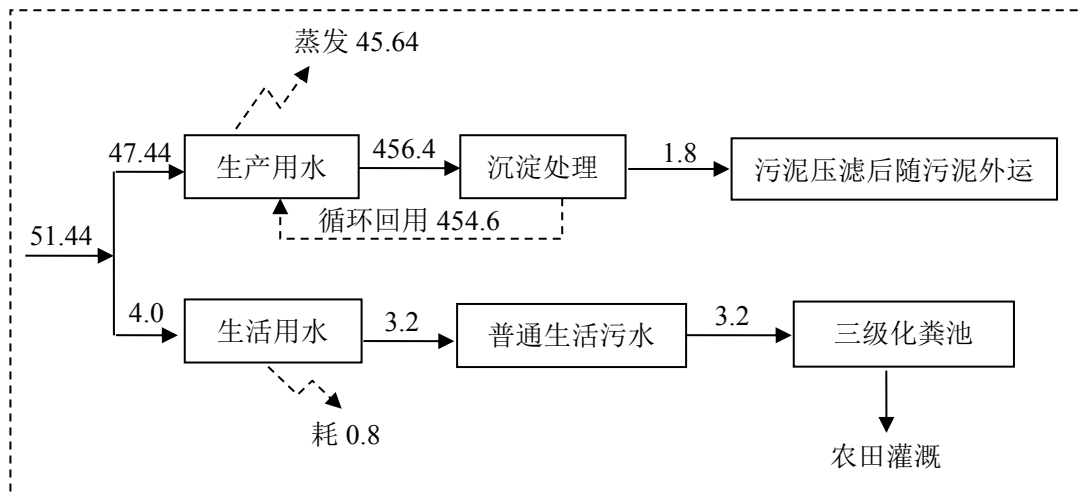 蒸发 45.64
47.44
生产用水
456.4
沉淀处理
1.8
污泥压滤后随污泥外运
循环回用 454.6
51.44
4.0
生活用水
3.2
普通生活污水
3.2
三级化粪池
耗 0.8
农田灌溉